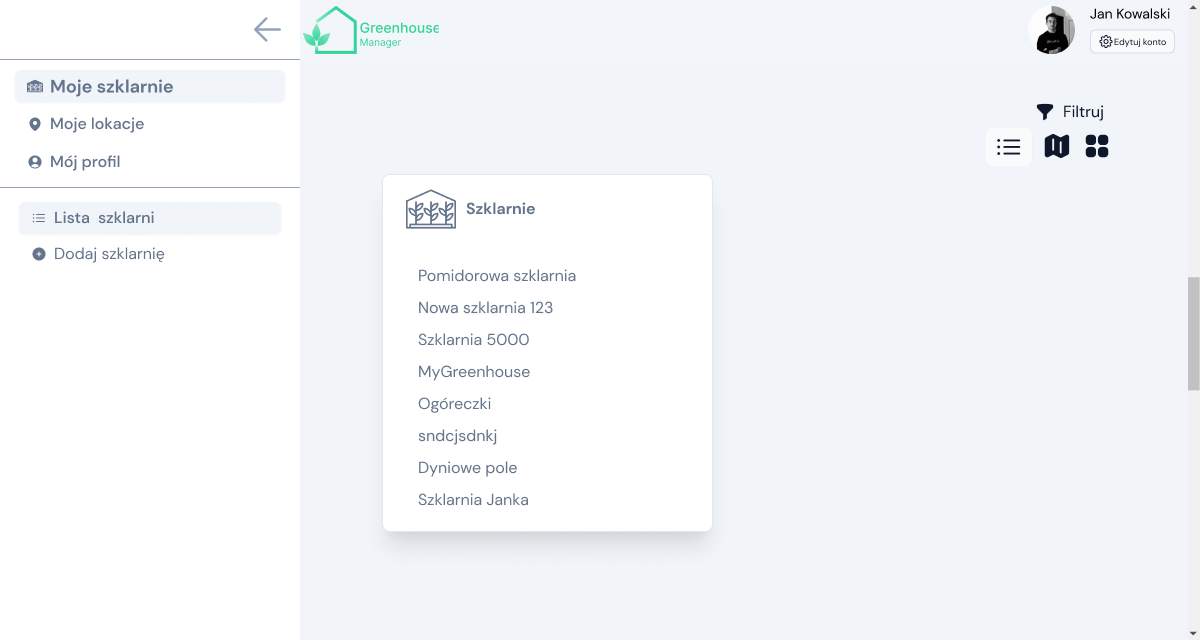 Greenhouse
Manager
Jan Kowalski
Edytuj konto
Moje szklarnie
Moje lokacje
Mój profil
Lista szklarni
Dodaj szklarnię
Filtruj
Szklarnie
Pomidorowa szklarnia
Nowa szklarnia 123
Szklarnia 5000
MyGreenhouse
Ogóreczki
sndcjsdnkj
Dyniowe pole
Szklarnia Janka